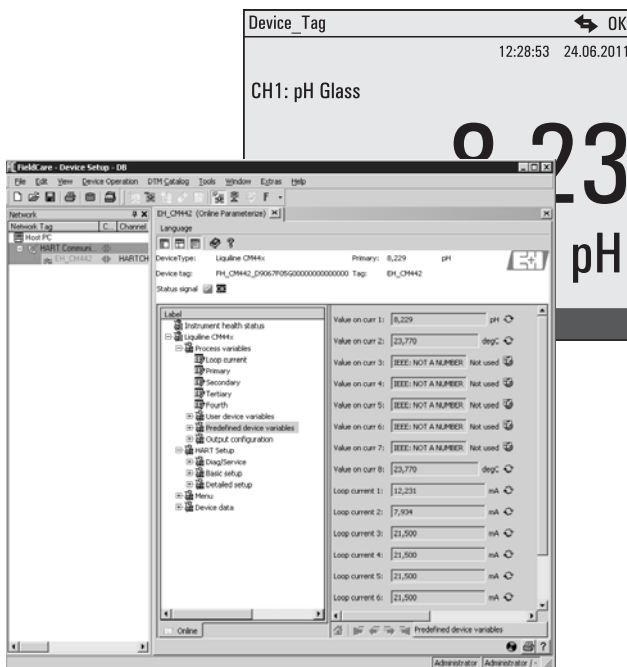 Device_Tag OK
12:28:53 24.06.2011
CH1: pH Glass
8.23
pH
FieldCare - Device Setup - DB
File Edit View Device Operation DTM Catalog Tools Window Extras Help
Network
Network Tag C... Channel
Host PC
HART Communi...
EH_CM442 HARTCH
EH_CM442 (Online Parameterize)
Language
DeviceType: Liquiline CM44x Primary: 8,229 pH
Device tag: Tag: EH_CM442
Status signal OK
E+H
Label
Instrument health status
Liquiline CM44x
Process variables
Loop current
Primary
Secondary
Tertiary
Fourth
User device variables
Predefined device variables
Output configuration
HART Setup
Diag/Service
Basic setup
Detailed setup
Menu
Device data
Value on curr 1: 8,229 pH
Value on curr 2: 23,770 degC
Value on curr 3: IEEE: NOT A NUMBER Not used
Value on curr 4: IEEE: NOT A NUMBER Not used
Value on curr 5: IEEE: NOT A NUMBER Not used
Value on curr 6: IEEE: NOT A NUMBER Not used
Value on curr 7: IEEE: NOT A NUMBER Not used
Value on curr 8: 23,770 degC
Loop current 1: 12,231 mA
Loop current 2: 7,934 mA
Loop current 3: 21,500 mA
Loop current 4: 21,500 mA
Loop current 5: 21,500 mA
Loop current 6: 21,500 mA
Online
Predefined device variables
Administrator Administrator / -